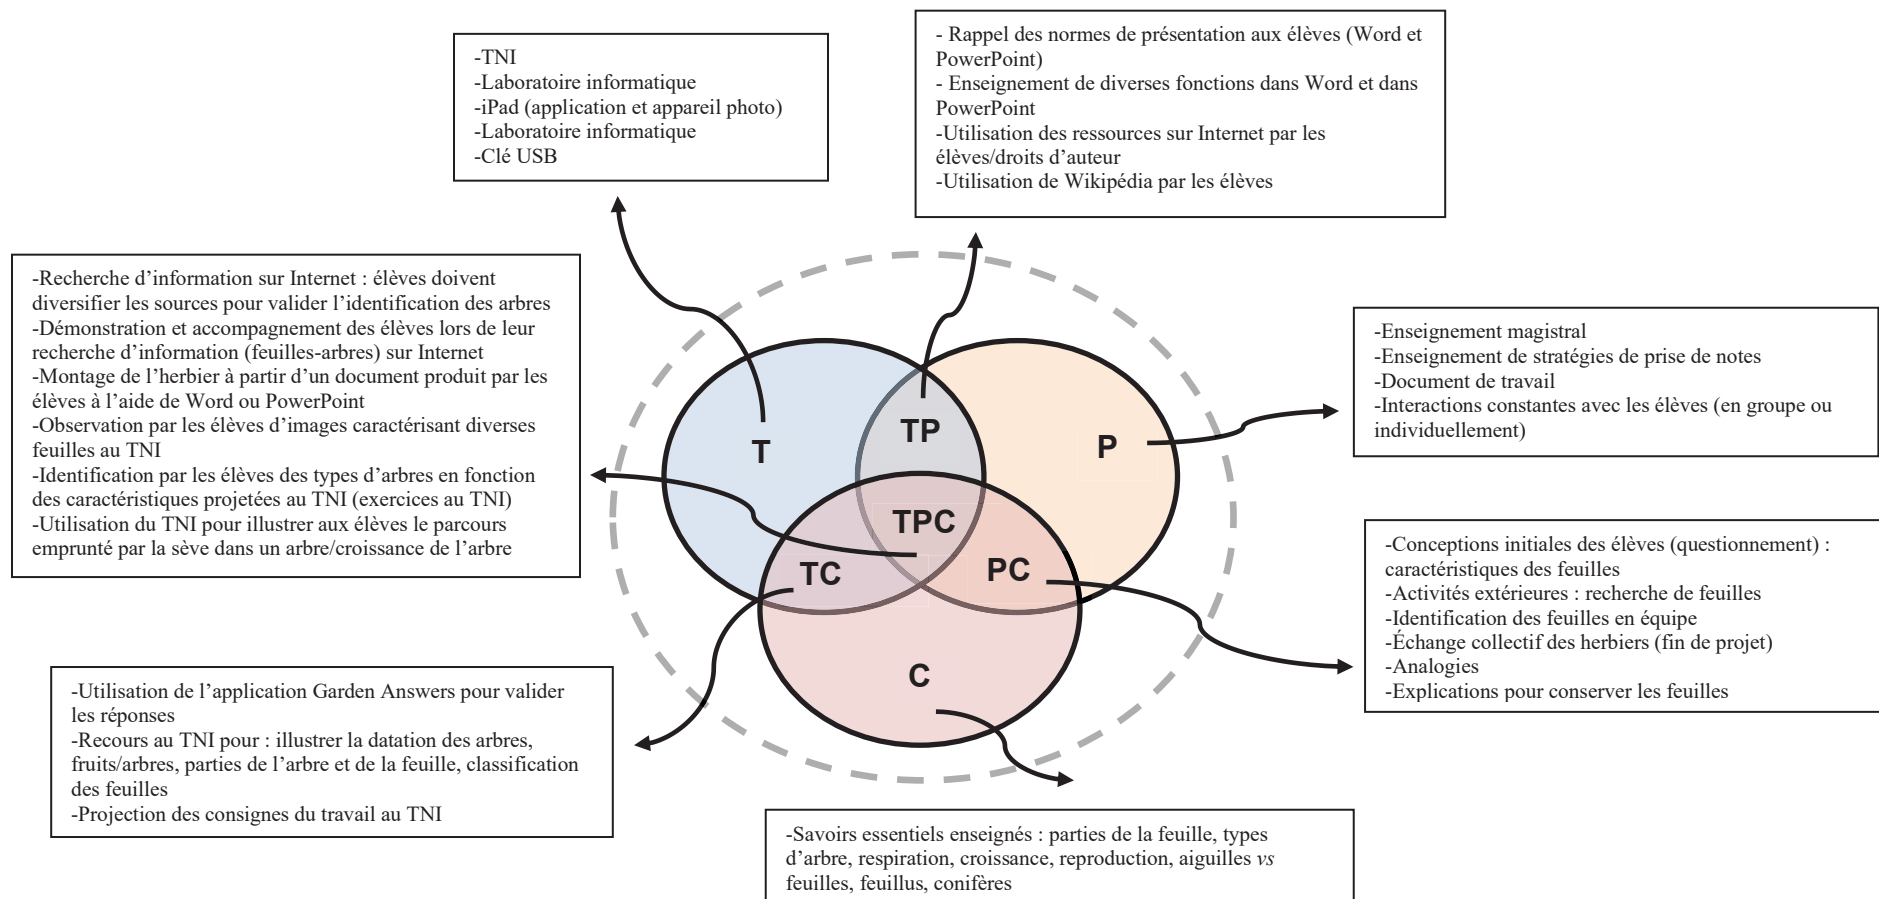 -TNI
-Laboratoire informatique
-iPad (application et appareil photo)
-Laboratoire informatique
-Clé USB
- Rappel des normes de présentation aux élèves (Word et
PowerPoint)
- Enseignement de diverses fonctions dans Word et dans
PowerPoint
-Utilisation des ressources sur Internet par les
élèves/droits d’auteur
-Utilisation de Wikipédia par les élèves
-Recherche d’information sur Internet : élèves doivent
diversifier les sources pour valider l’identification des arbres
-Démonstration et accompagnement des élèves lors de leur
recherche d’information (feuilles-arbres) sur Internet
-Montage de l’herbier à partir d’un document produit par les
élèves à l’aide de Word ou PowerPoint
-Observation par les élèves d’images caractérisant diverses
feuilles au TNI
-Identification par les élèves des types d’arbres en fonction
des caractéristiques projetées au TNI (exercices au TNI)
-Utilisation du TNI pour illustrer aux élèves le parcours
emprunté par la sève dans un arbre/croissance de l’arbre
-Enseignement magistral
-Enseignement de stratégies de prise de notes
-Document de travail
-Interactions constantes avec les élèves (en groupe ou
individuellement)
T
TP
P
TPC
TC
PC
C
-Conceptions initiales des élèves (questionnement) :
caractéristiques des feuilles
-Activités extérieures : recherche de feuilles
-Identification des feuilles en équipe
-Échange collectif des herbiers (fin de projet)
-Analogies
-Explications pour conserver les feuilles
-Utilisation de l’application Garden Answers pour valider
les réponses
-Recours au TNI pour : illustrer la datation des arbres,
fruits/arbres, parties de l’arbre et de la feuille, classification
des feuilles
-Projection des consignes du travail au TNI
-Savoirs essentiels enseignés : parties de la feuille, types
d’arbre, respiration, croissance, reproduction, aiguilles vs
feuilles, feuillus, conifères